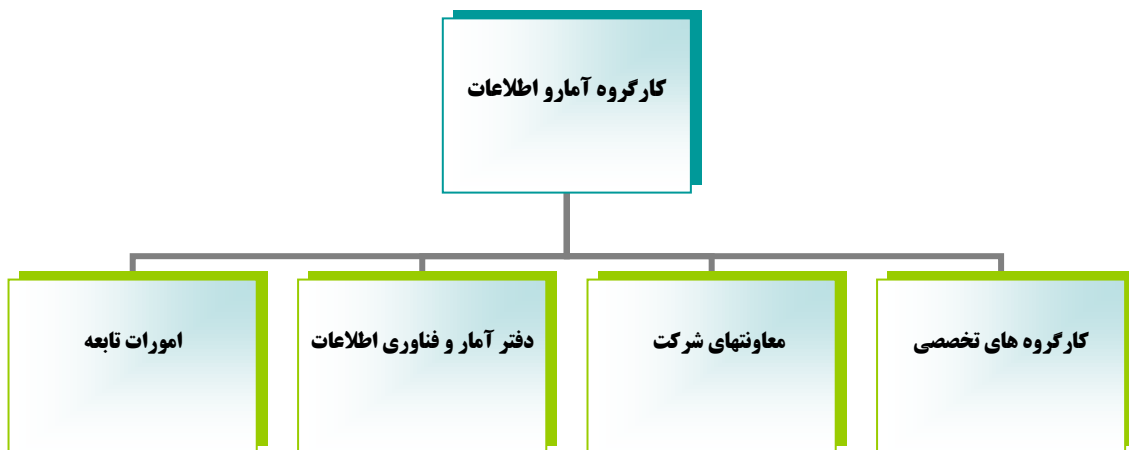 کارگروه آمارو اطلاعات
کارگروه های تخصصی
معاونتهای شرکت
دفتر آمار و فناوری اطلاعات
امورات تابعه